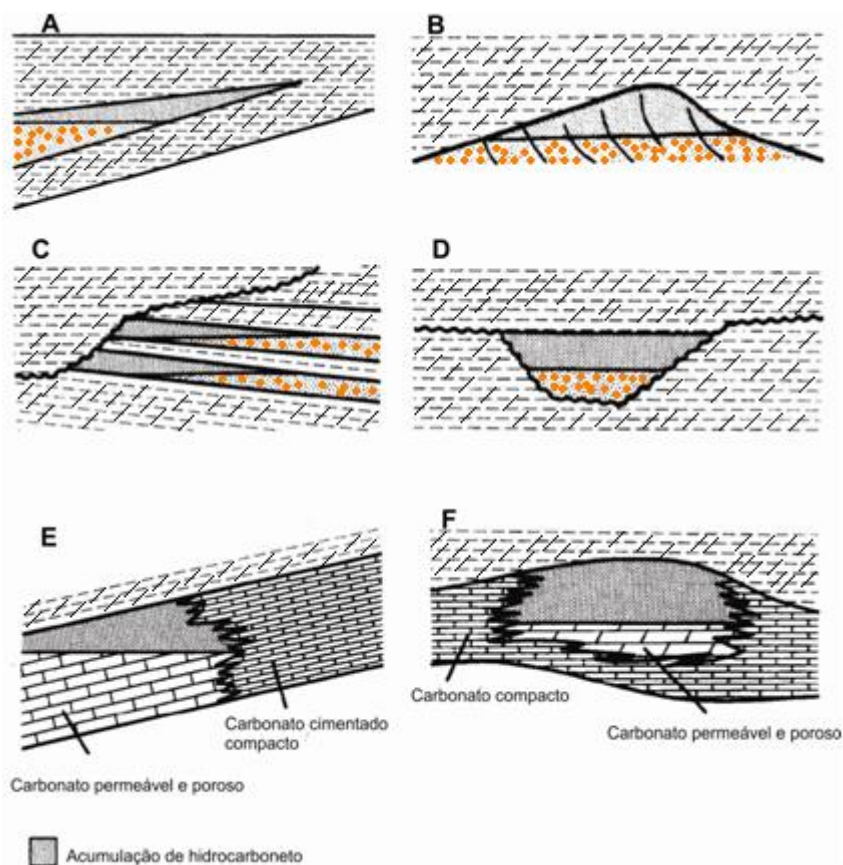 A
B
C
D
E
F
Carbonato cimentado
compacto
Carbonato permeável e poroso
Carbonato compacto
Carbonato permeável e poroso
Acumulação de hidrocarboneto